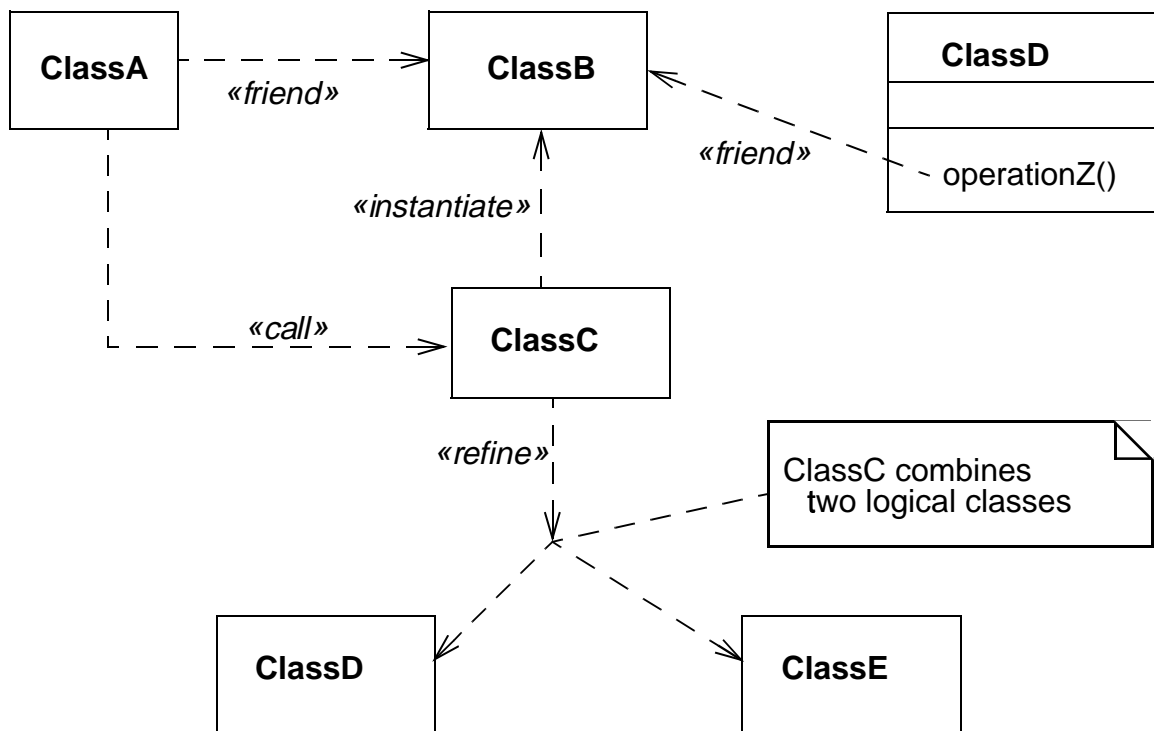 ClassA
«friend»
ClassB
ClassD
«friend»
operationZ()
«instantiate»
«call»
ClassC
«refine»
ClassC combines
two logical classes
ClassD
ClassE